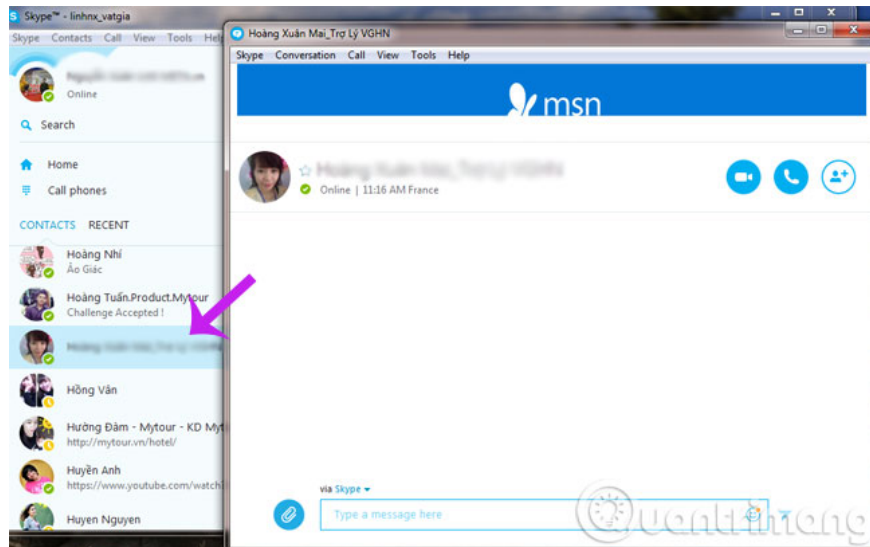 Skype™ - linhnx_vatgia
Skype Contacts Call View Tools Help
Online
Search
Home
Call phones
CONTACTS RECENT
Hoàng Nhí
Ảo Giác
Hoàng Tuấn.Product.Mytour
Challenge Accepted !
Hồng Vân
Hường Đàm - Mytour - KD Myt
http://mytour.vn/hotel/
Huyền Anh
https://www.youtube.com/watch?
Huyen Nguyen
Hoàng Xuân Mai_Trợ Lý VGHN
Skype Conversation Call View Tools Help
msn
Online | 11:16 AM France
via Skype
Type a message here
Quantrimang